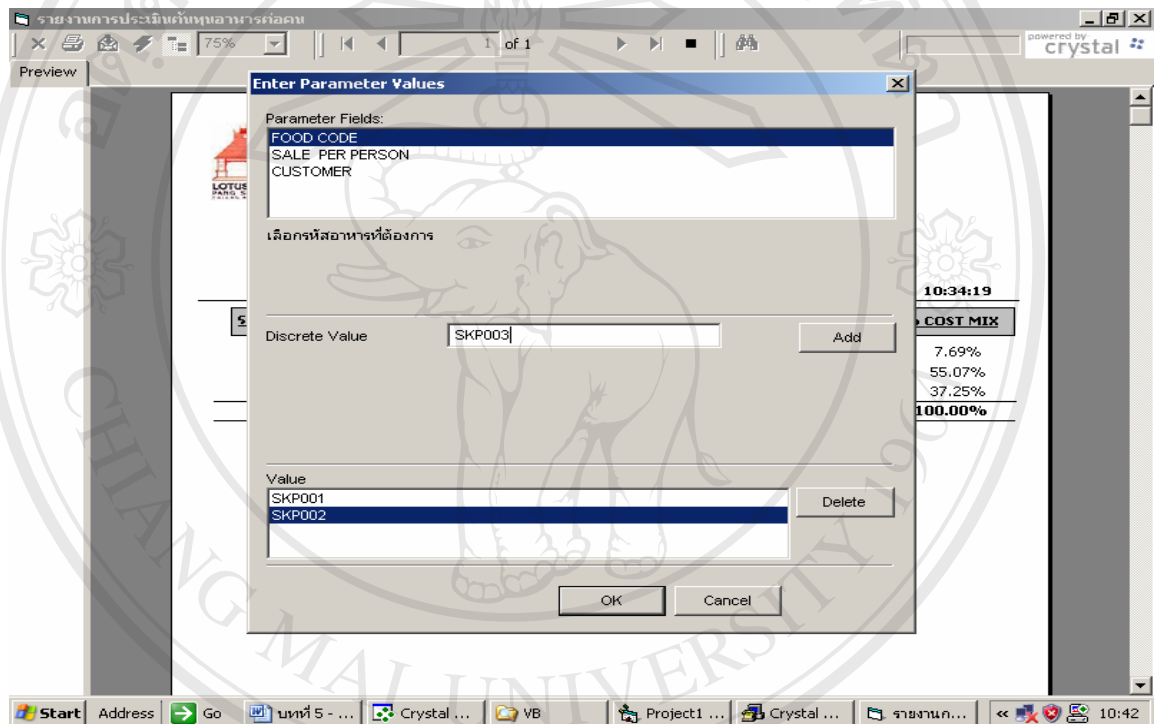 รายงานการประเมินต้นทุนอาหารต่อคน
75%
1 of 1
powered by
crystal
Preview
Enter Parameter Values
Parameter Fields:
FOOD CODE
SALE PER PERSON
CUSTOMER
LOTUS
เลือกรหัสอาหารที่ต้องการ
10:34:19
COST MIX
Discrete Value
SKP003
Add
7.69%
55.07%
37.25%
100.00%
Value
SKP001
SKP002
Delete
OK
Cancel
CHIANG MAI UNIVERSITY 1964
Start Address Go บทที่ 5 - ... Crystal ... VB Project1 ... Crystal ... รายงานก... « 10:42